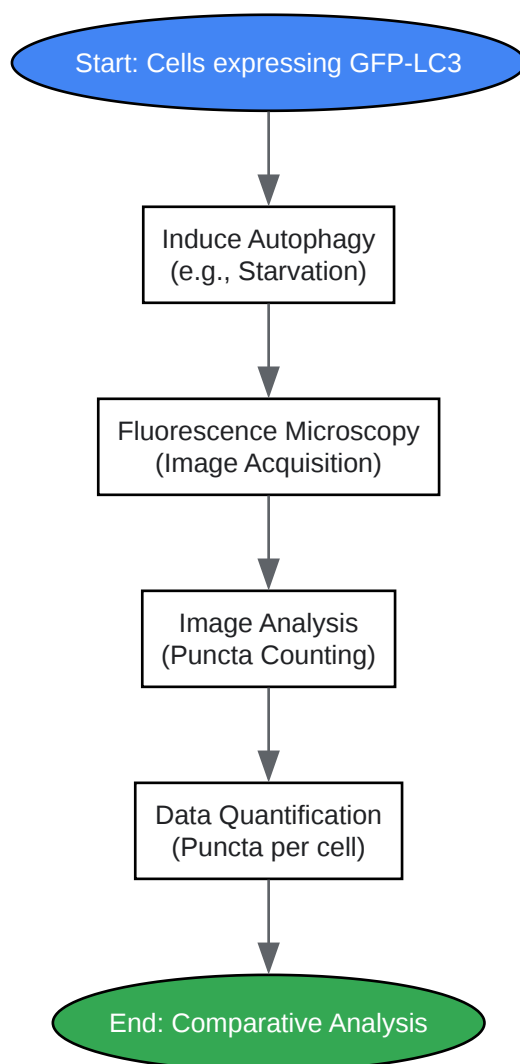 Start: Cells expressing GFP-LC3
Induce Autophagy
(e.g., Starvation)
Fluorescence Microscopy
(Image Acquisition)
Image Analysis
(Puncta Counting)
Data Quantification
(Puncta per cell)
End: Comparative Analysis